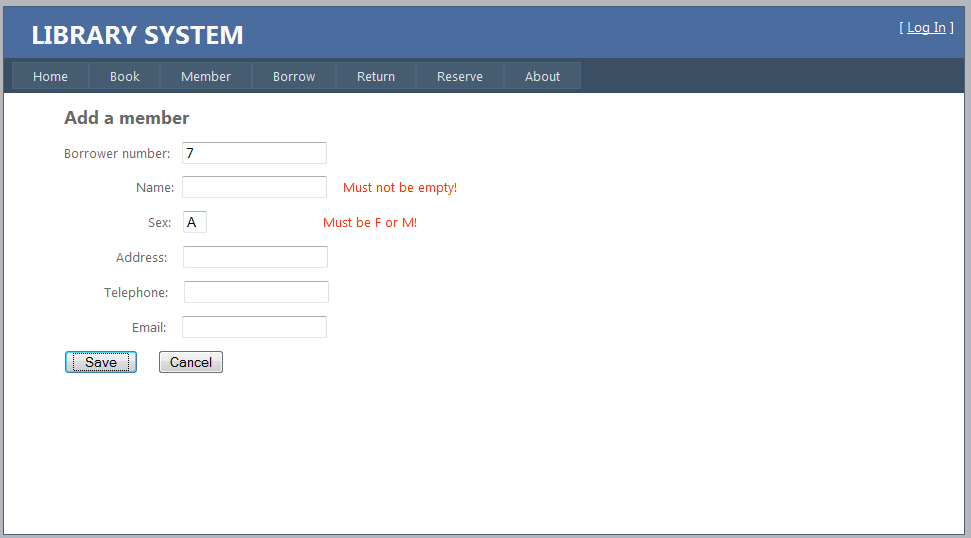 LIBRARY SYSTEM
[ Log In ]
Home Book Member Borrow Return Reserve About
Add a member
Borrower number: 7
Name: Must not be empty!
Sex: A Must be F or M!
Address:
Telephone:
Email:
Save Cancel